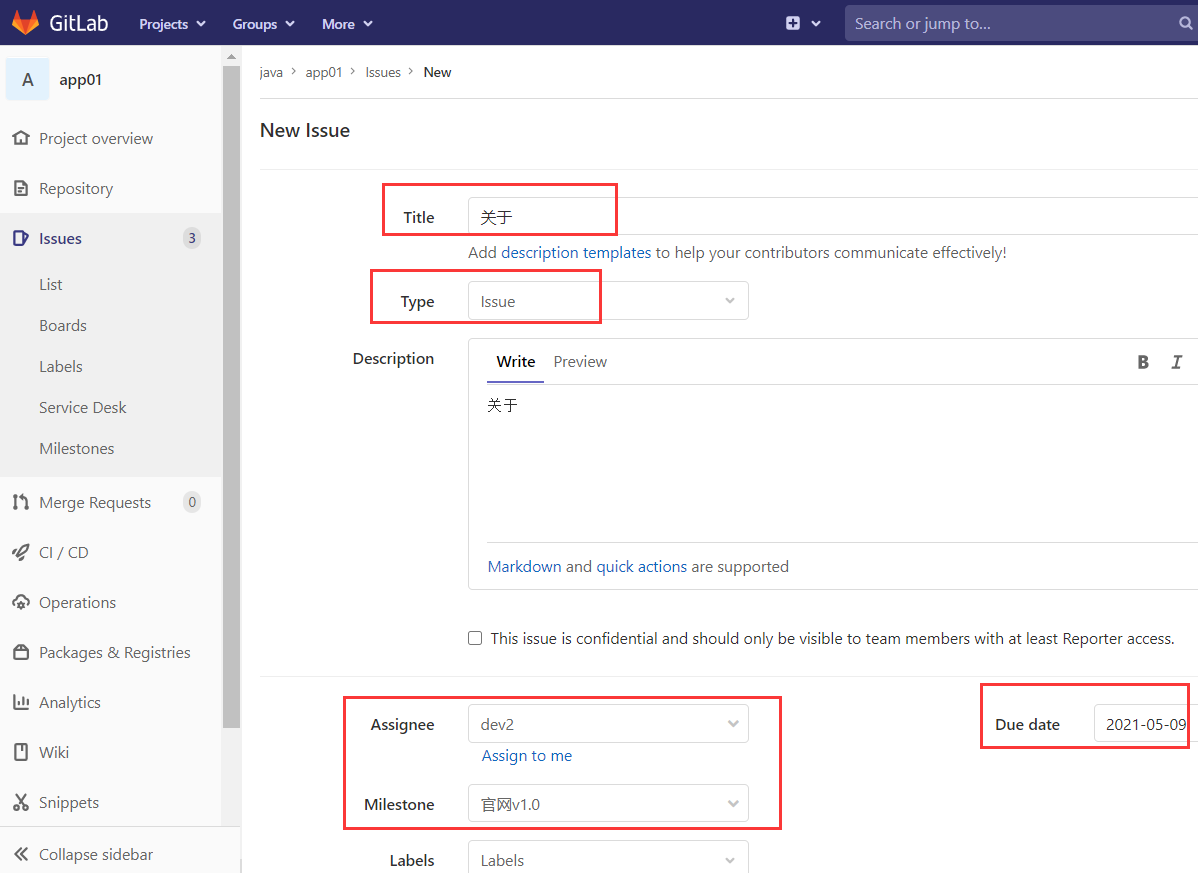 GitLab Projects Groups More Search or jump to...
A app01
java > app01 > Issues > New
New Issue
Project overview
Repository
Issues 3
List
Boards
Labels
Service Desk
Milestones
Merge Requests 0
CI / CD
Operations
Packages & Registries
Analytics
Wiki
Snippets
Collapse sidebar
Title 关于
Add description templates to help your contributors communicate effectively!
Type Issue
Description Write Preview B I
关于
Markdown and quick actions are supported
This issue is confidential and should only be visible to team members with at least Reporter access.
Assignee dev2 Due date 2021-05-09
Assign to me
Milestone 官网v1.0
Labels Labels